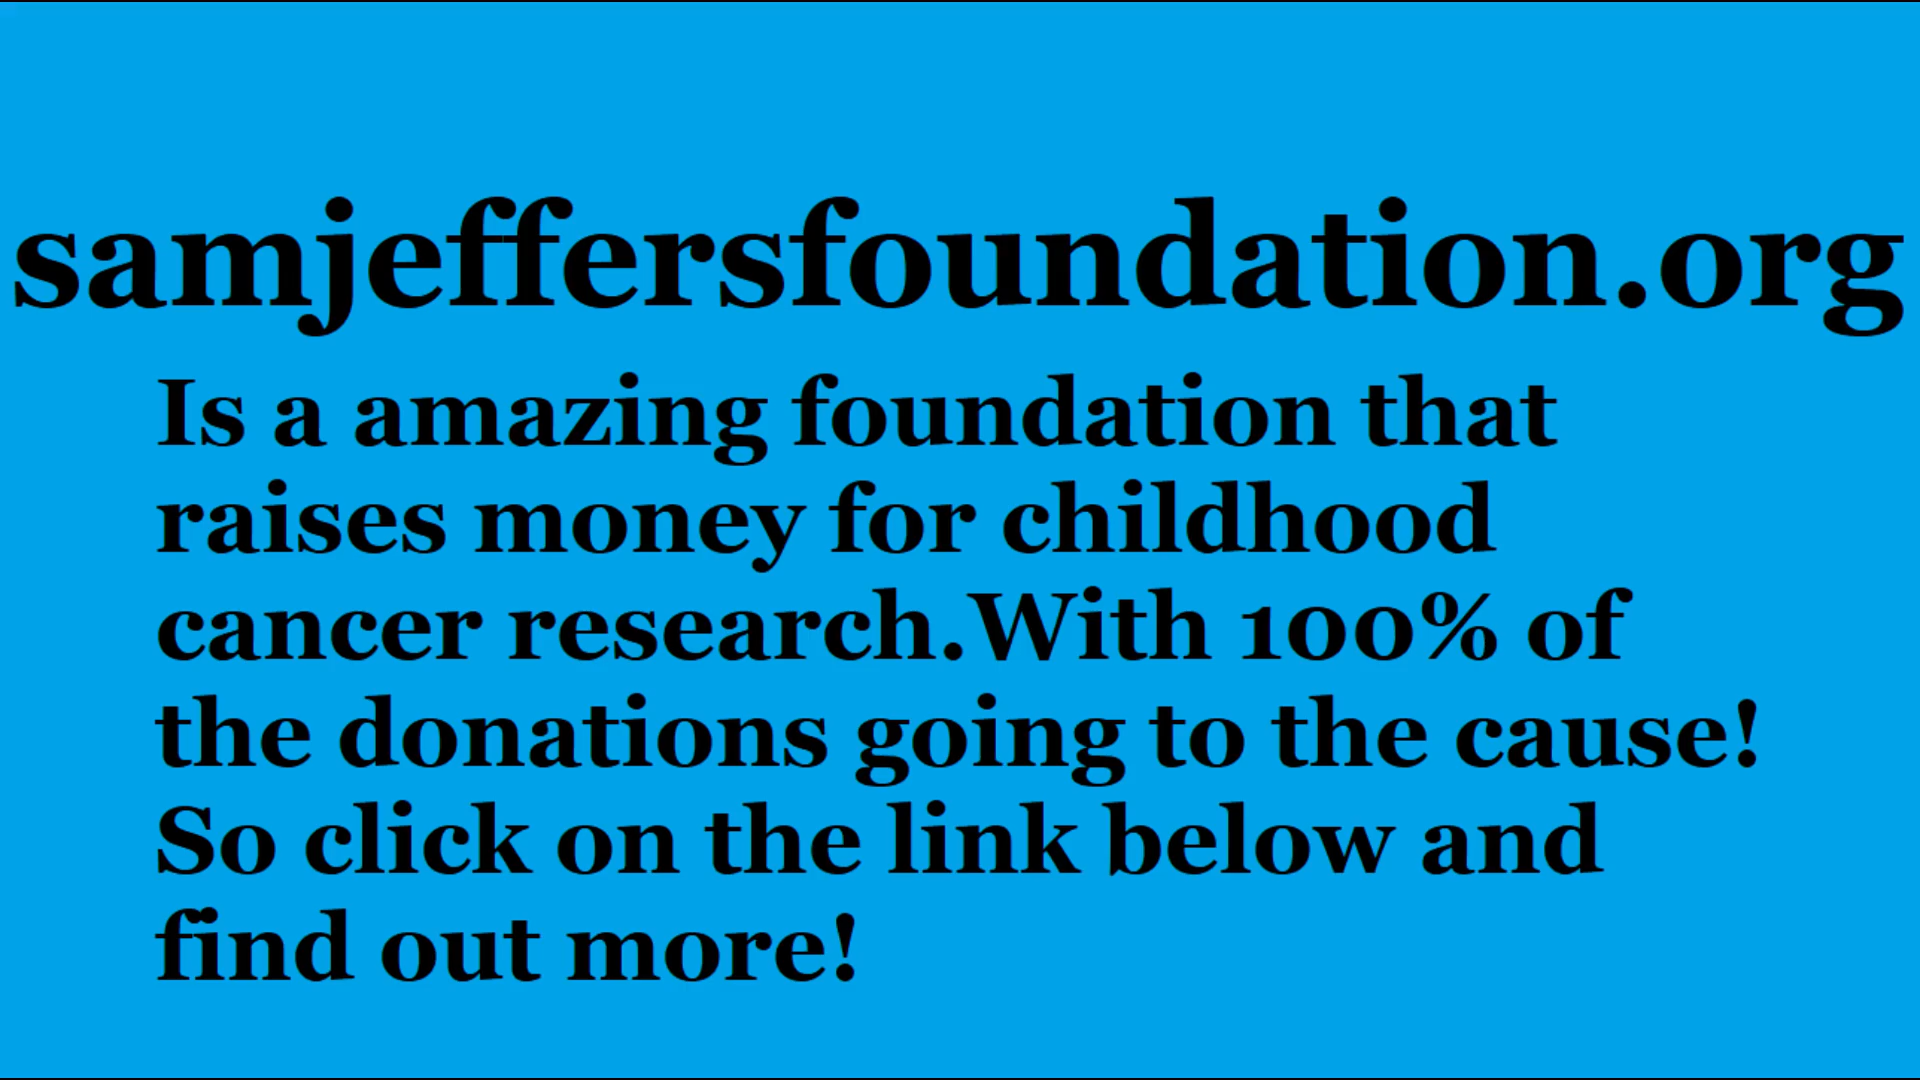 samjeffersfoundation.org
Is a amazing foundation that
raises money for childhood
cancer research.With 100% of
the donations going to the cause!
So click on the link below and
find out more!